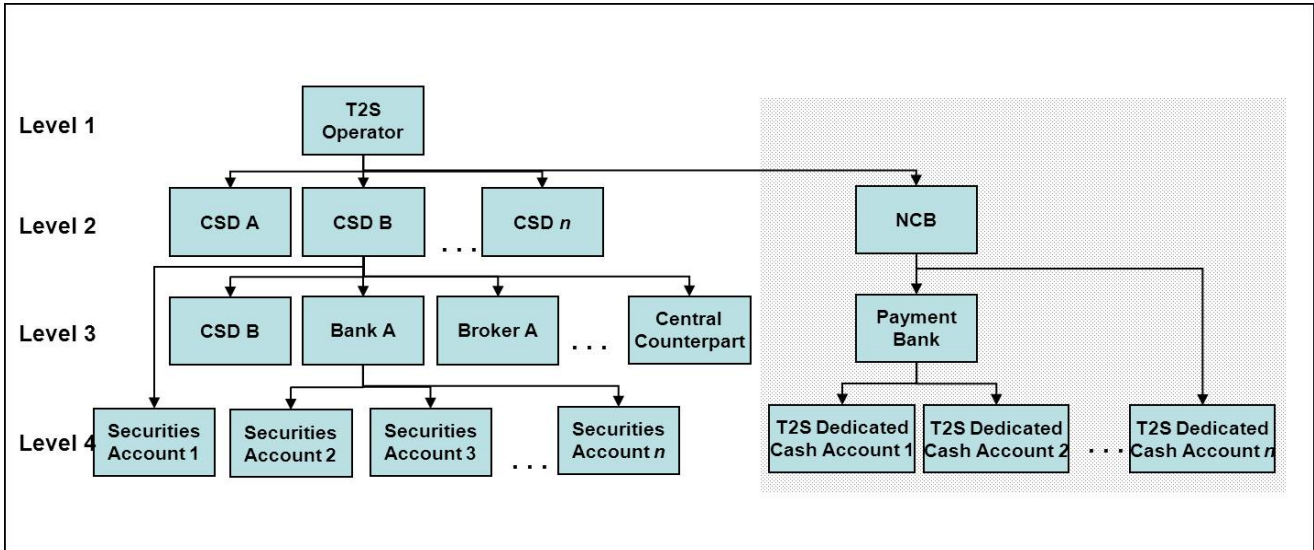 Level 1
T2S
Operator
Level 2
CSD A
CSD B
. . .
CSD n
NCB
Level 3
CSD B
Bank A
Broker A
. . .
Central
Counterpart
Payment
Bank
Level 4
Securities
Account 1
Securities
Account 2
Securities
Account 3
. . .
Securities
Account n
T2S Dedicated
Cash Account 1
T2S Dedicated
Cash Account 2
. . .
T2S Dedicated
Cash Account n